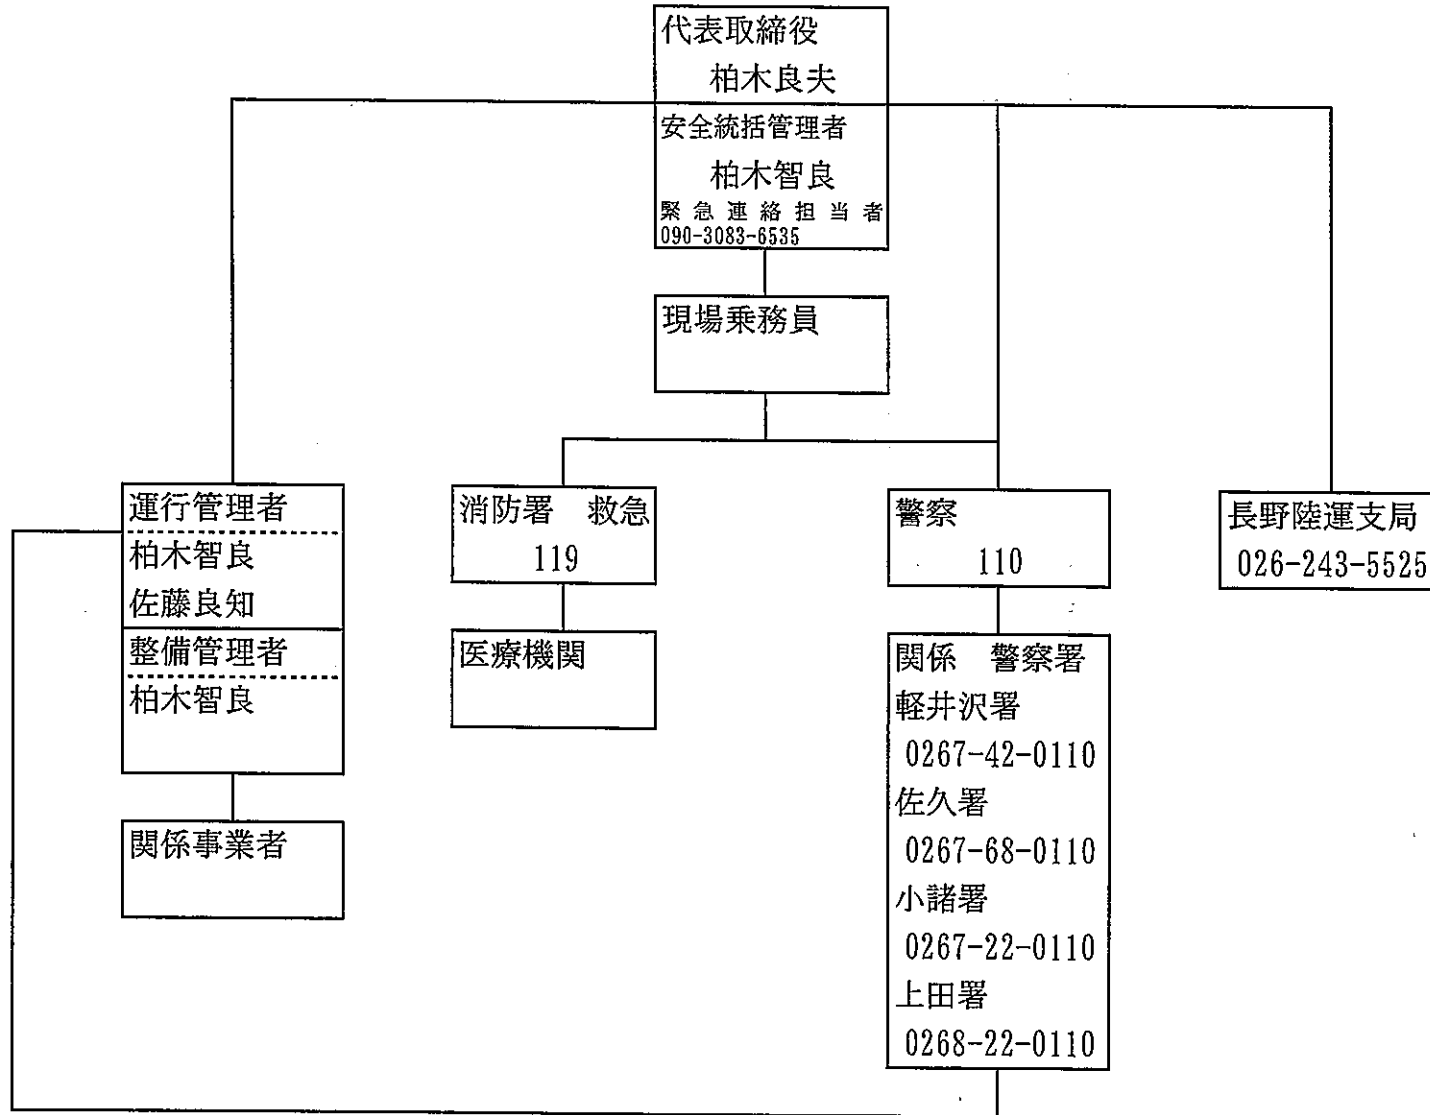 代表取締役
柏木良夫
安全統括管理者
柏木智良
緊急連絡担当者
090-3083-6535
現場乗務員
運行管理者
柏木智良
佐藤良知
整備管理者
柏木智良
関係事業者
消防署　救急
119
医療機関
警察
110
関係　警察署
軽井沢署
0267-42-0110
佐久署
0267-68-0110
小諸署
0267-22-0110
上田署
0268-22-0110
長野陸運支局
026-243-5525